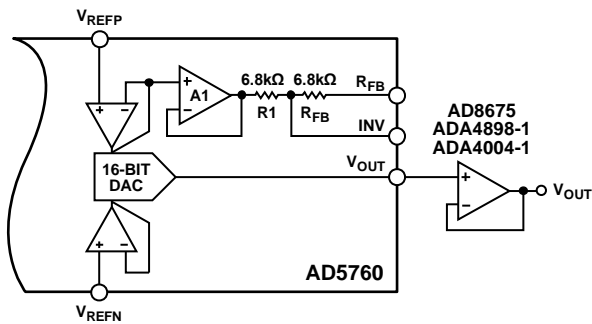 VREFP
6.8kΩ 6.8kΩ
RFB
A1
R1
RFB
INV
AD8675
ADA4898-1
ADA4004-1
16-BIT
DAC
VOUT
VOUT
AD5760
VREFN
+
−
+
−
+
−
+
−